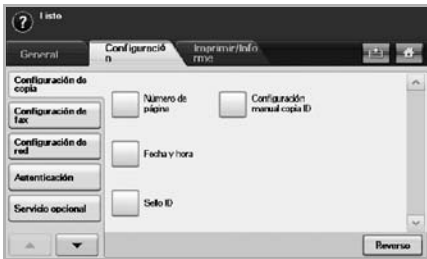 Listo
General
Configuració
n
Imprimir/Info
rme
Configuración de
copia
Configuración de
fax
Configuración de
red
Autenticación
Servicio opcional
Número de
página
Configuración
manual copia ID
Fecha y hora
Sello ID
Reverso